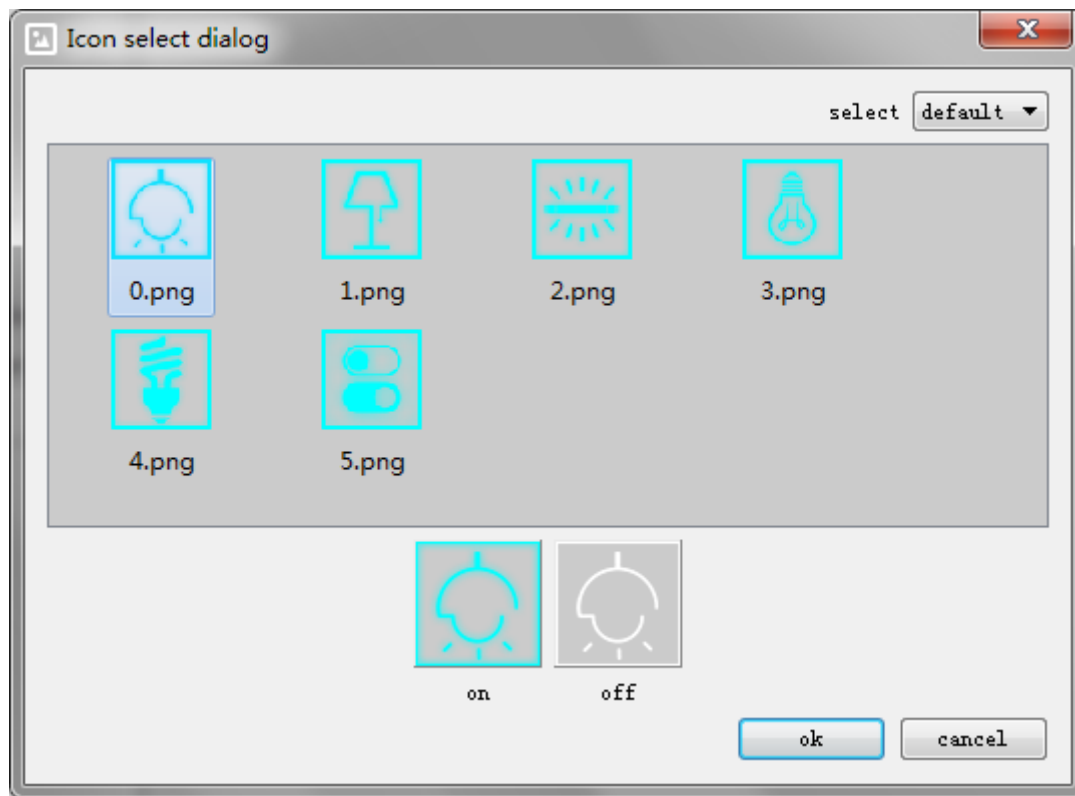 Icon select dialog
select default
0.png 1.png 2.png 3.png
4.png 5.png
on off
ok cancel